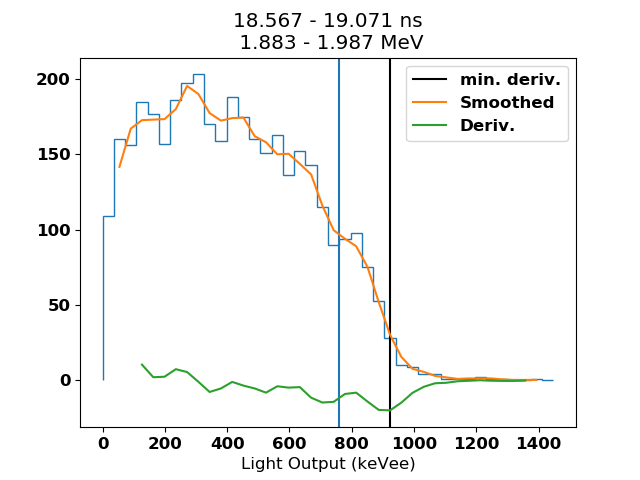 18.567 - 19.071 ns
1.883 - 1.987 MeV
min. deriv.
Smoothed
Deriv.
200
150
100
50
0
0 200 400 600 800 1000 1200 1400
Light Output (keVee)